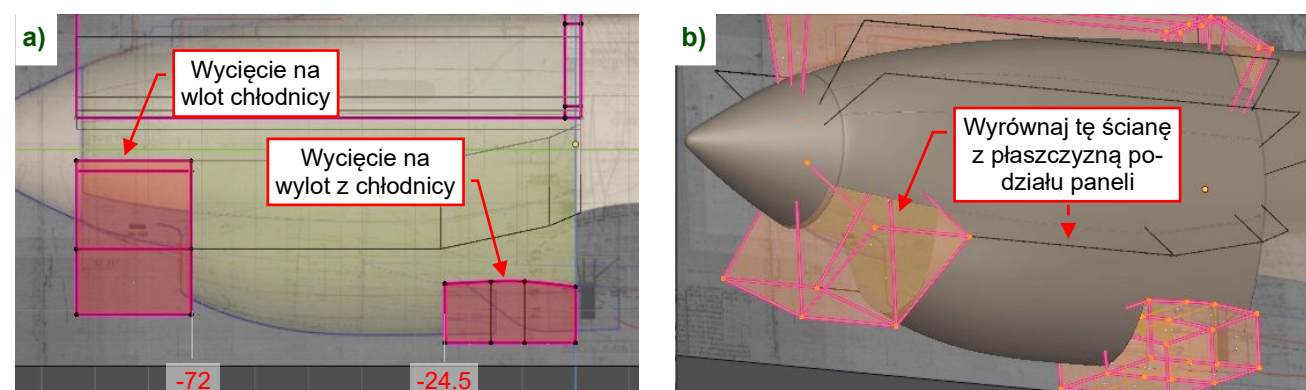 a)
Wycięcie na
wlot chłodnicy
Wycięcie na
wylot z chłodnicy
-72
-24.5
b)
Wyrównaj tę ścianę
z płaszczyzną po-
działu paneli